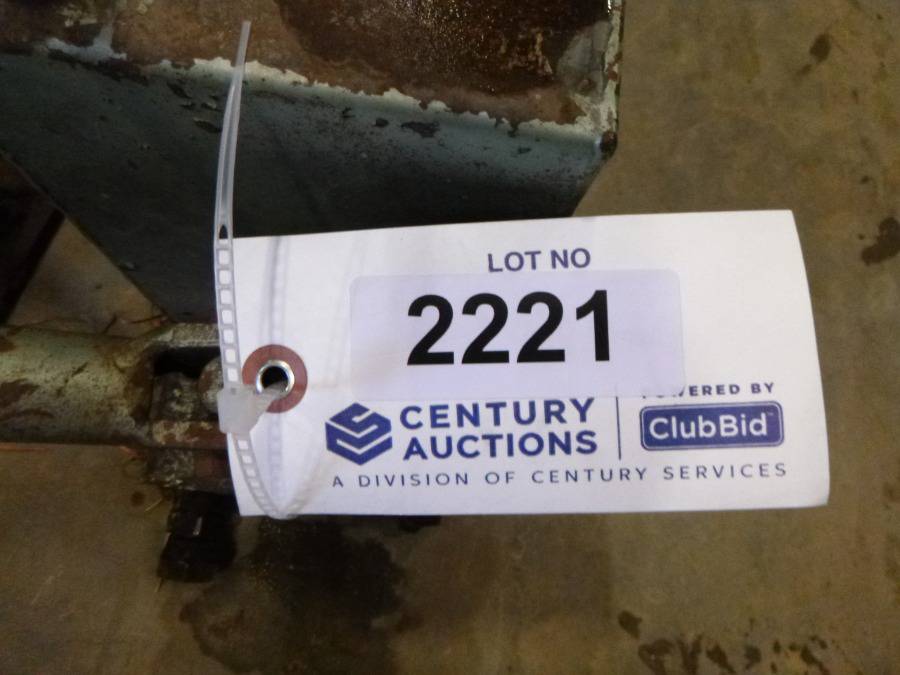 LOT NO
2221
CENTURY
AUCTIONS
POWERED BY
ClubBid
A DIVISION OF CENTURY SERVICES